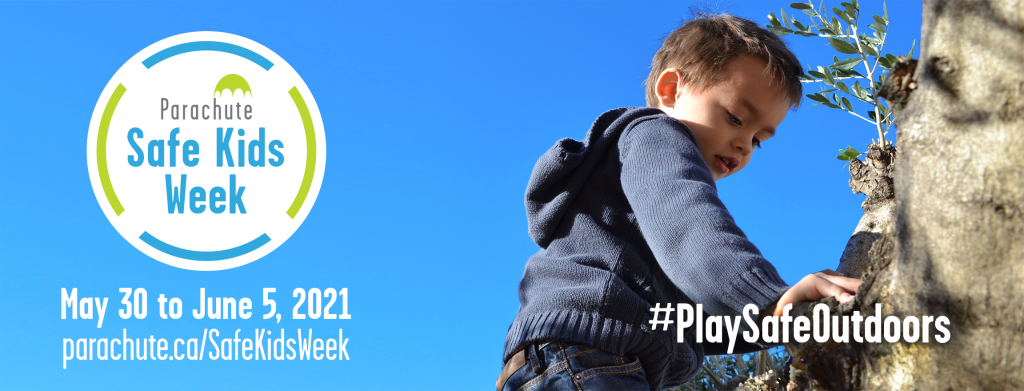 Parachute
Safe Kids
Week
May 30 to June 5, 2021
parachute.ca/SafeKidsWeek
#PlaySafeOutdoors